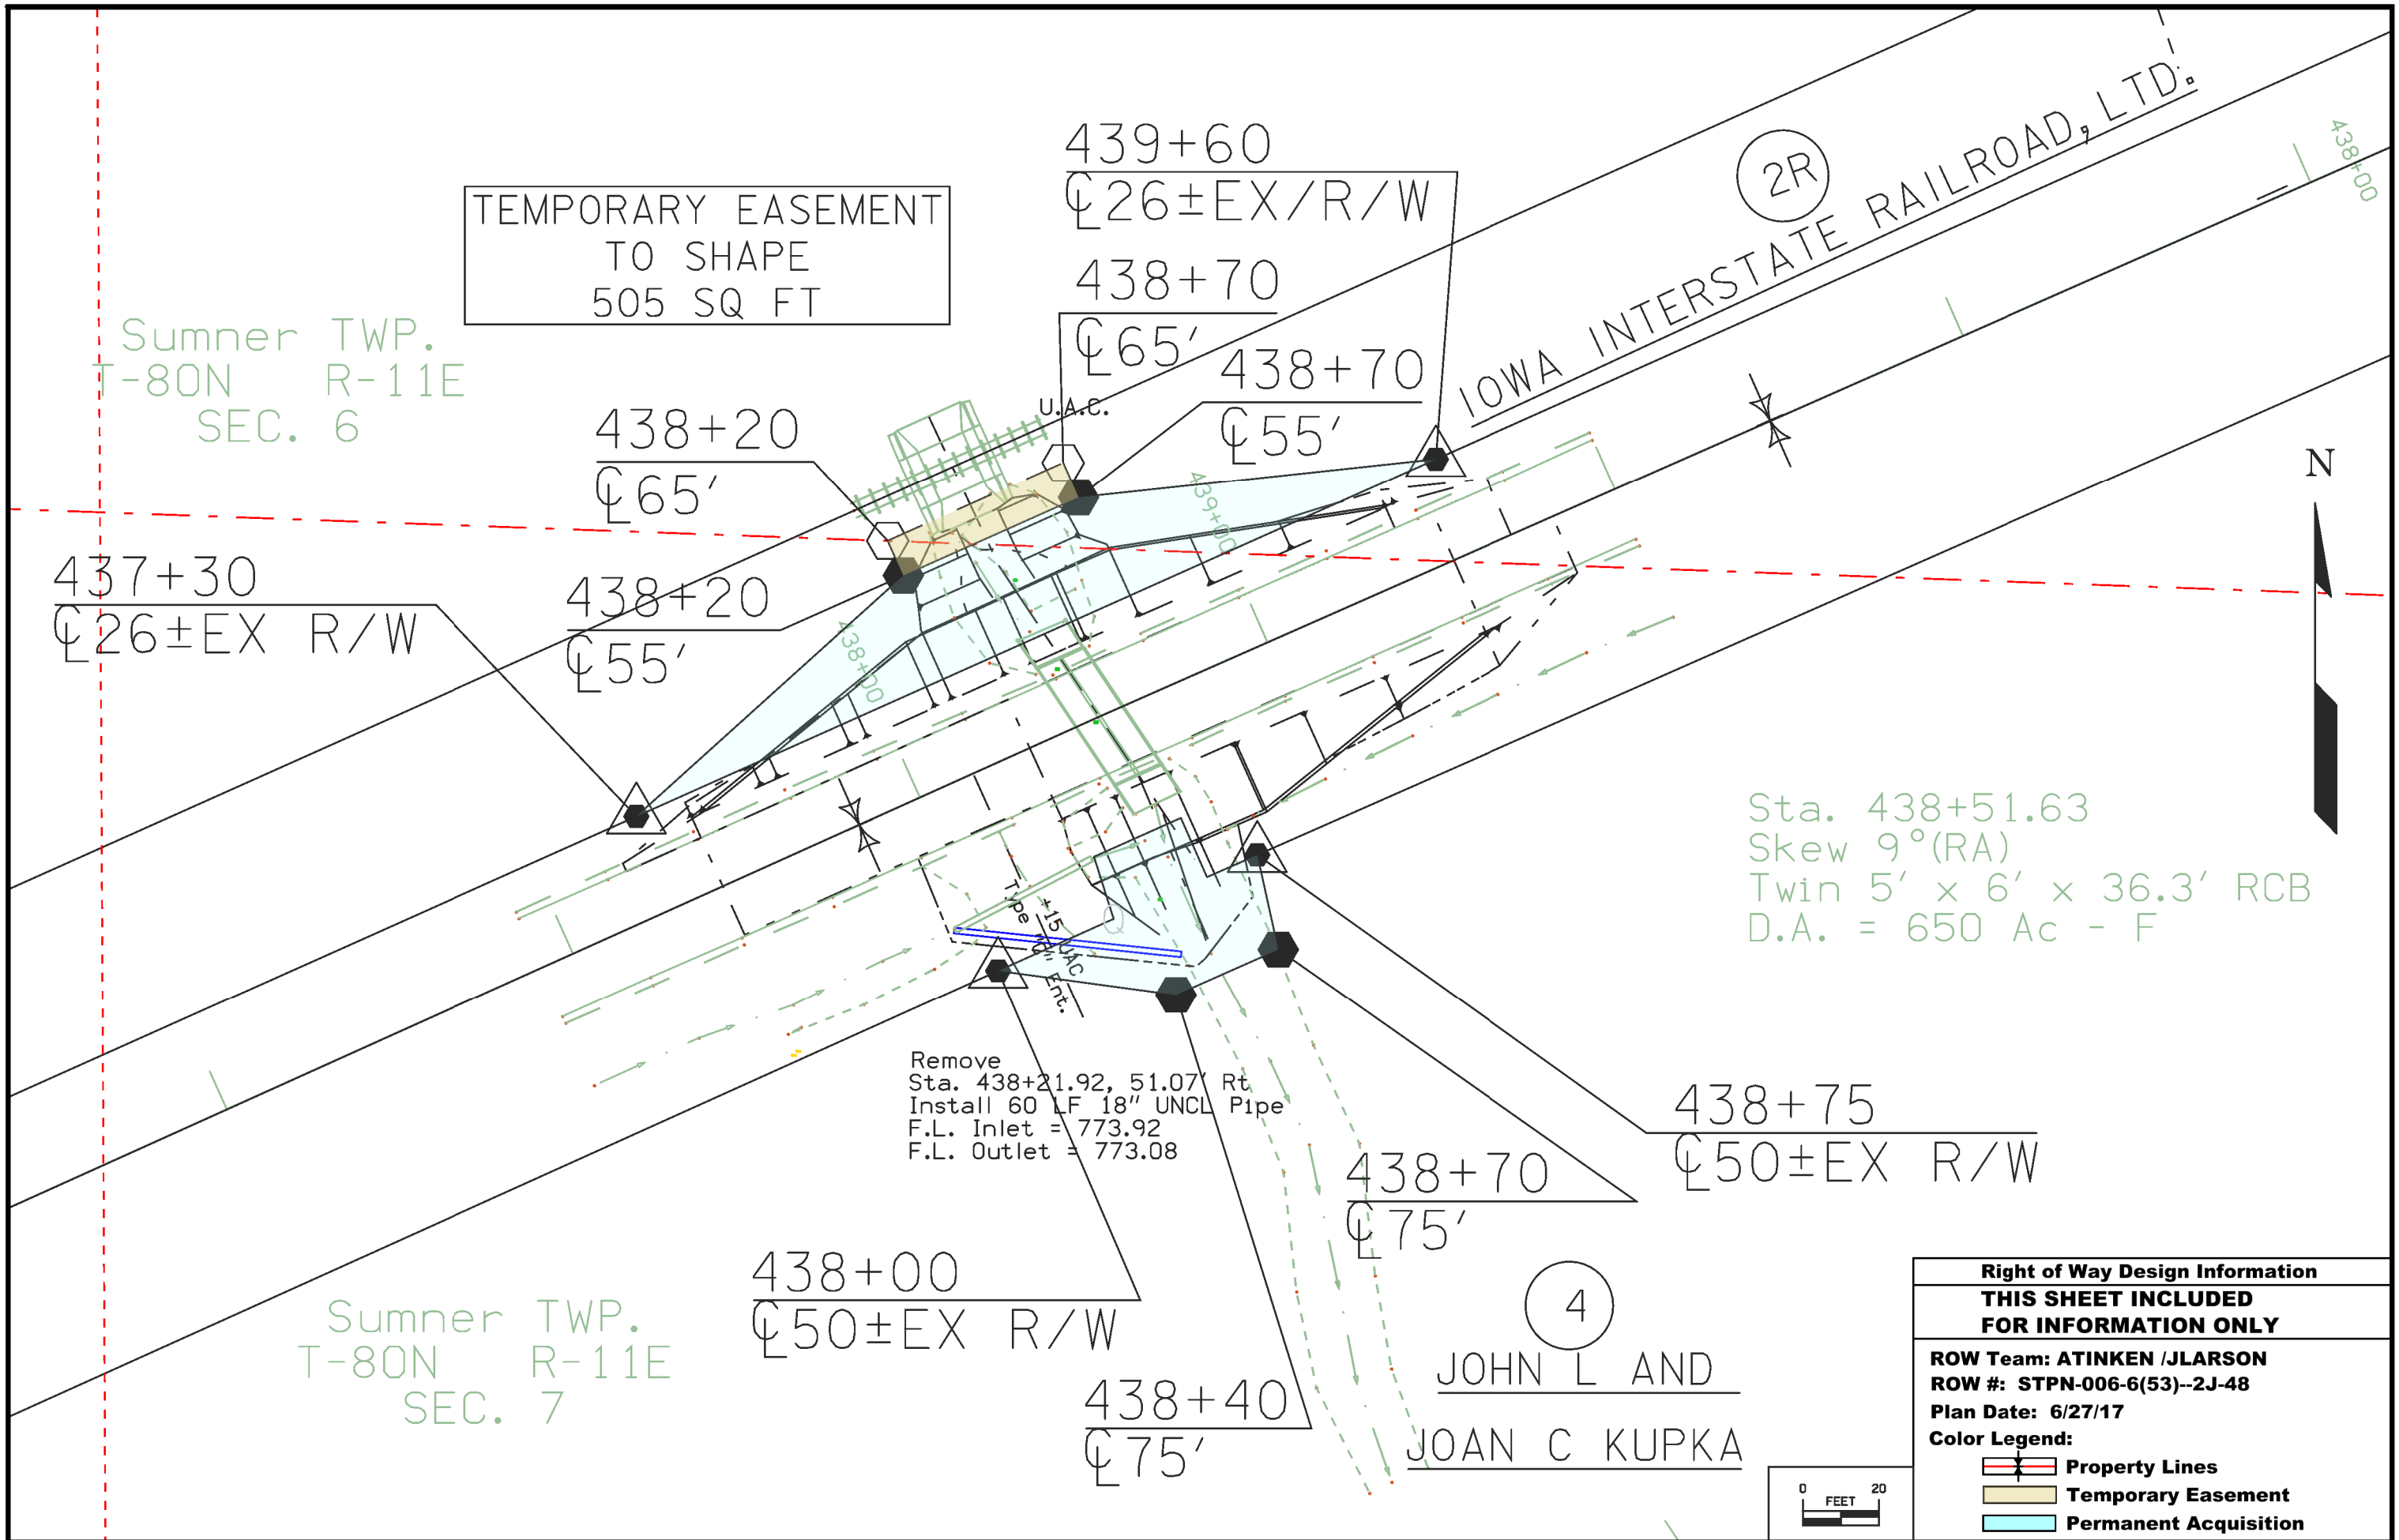 439+60
℄26±EX/R/W
2R
IOWA INTERSTATE RAILROAD, LTD.
438+00
TEMPORARY EASEMENT
TO SHAPE
505 SQ FT
438+70
℄65'
438+70
℄55'
U.A.C.
Sumner TWP.
T-80N R-11E
SEC. 6
438+20
℄65'
N
439+00
437+30
℄26±EX R/W
438+20
℄55'
438+00
Sta. 438+51.63
Skew 9°(RA)
Twin 5' x 6' x 36.3' RCB
D.A. = 650 Ac - F
+15 UAC
Ent.
Remove
Sta. 438+21.92, 51.07' Rt
Install 60 LF 18" UNCL Pipe
F.L. Inlet = 773.92
F.L. Outlet = 773.08
438+75
℄50±EX R/W
438+70
℄75'
438+00
℄50±EX R/W
438+40
℄75'
Sumner TWP.
T-80N R-11E
SEC. 7
4
JOHN L AND
JOAN C KUPKA
Right of Way Design Information
THIS SHEET INCLUDED
FOR INFORMATION ONLY
ROW Team: ATINKEN /JLARSON
ROW #: STPN-006-6(53)--2J-48
Plan Date: 6/27/17
Color Legend:
Property Lines
Temporary Easement
Permanent Acquisition
0 20
FEET